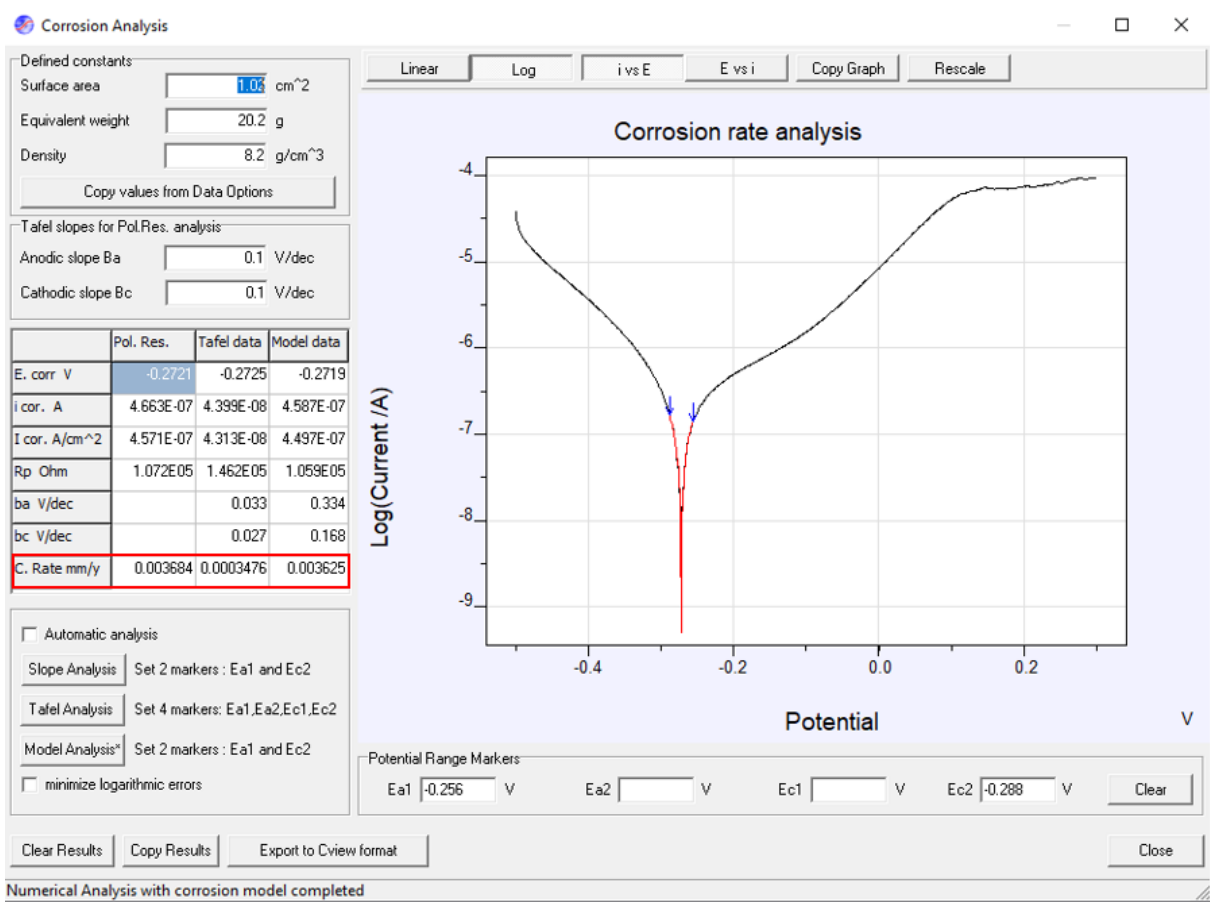 Corrosion Analysis
Defined constants
Surface area 1.02 cm^2
Equivalent weight 20.2 g
Density 8.2 g/cm^3
Copy values from Data Options
Tafel slopes for Pol.Res. analysis
Anodic slope Ba 0.1 V/dec
Cathodic slope Bc 0.1 V/dec
Pol. Res. Tafel data Model data
E. corr V -0.2721 -0.2725 -0.2719
i cor. A 4.663E-07 4.399E-08 4.587E-07
I cor. A/cm^2 4.571E-07 4.313E-08 4.497E-07
Rp Ohm 1.072E05 1.462E05 1.059E05
ba V/dec 0.033 0.334
bc V/dec 0.027 0.168
C. Rate mm/y 0.003684 0.0003476 0.003625
Automatic analysis
Slope Analysis Set 2 markers : Ea1 and Ec2
Tafel Analysis Set 4 markers: Ea1,Ea2,Ec1,Ec2
Model Analysis* Set 2 markers : Ea1 and Ec2
minimize logarithmic errors
Linear Log i vs E E vs i Copy Graph Rescale
Corrosion rate analysis
-4
-5
-6
-7
-8
-9
Log(Current /A)
-0.4 -0.2 0.0 0.2
Potential V
Potential Range Markers
Ea1 -0.256 V Ea2 V Ec1 V Ec2 -0.288 V Clear
Clear Results Copy Results Export to Cview format Close
Numerical Analysis with corrosion model completed